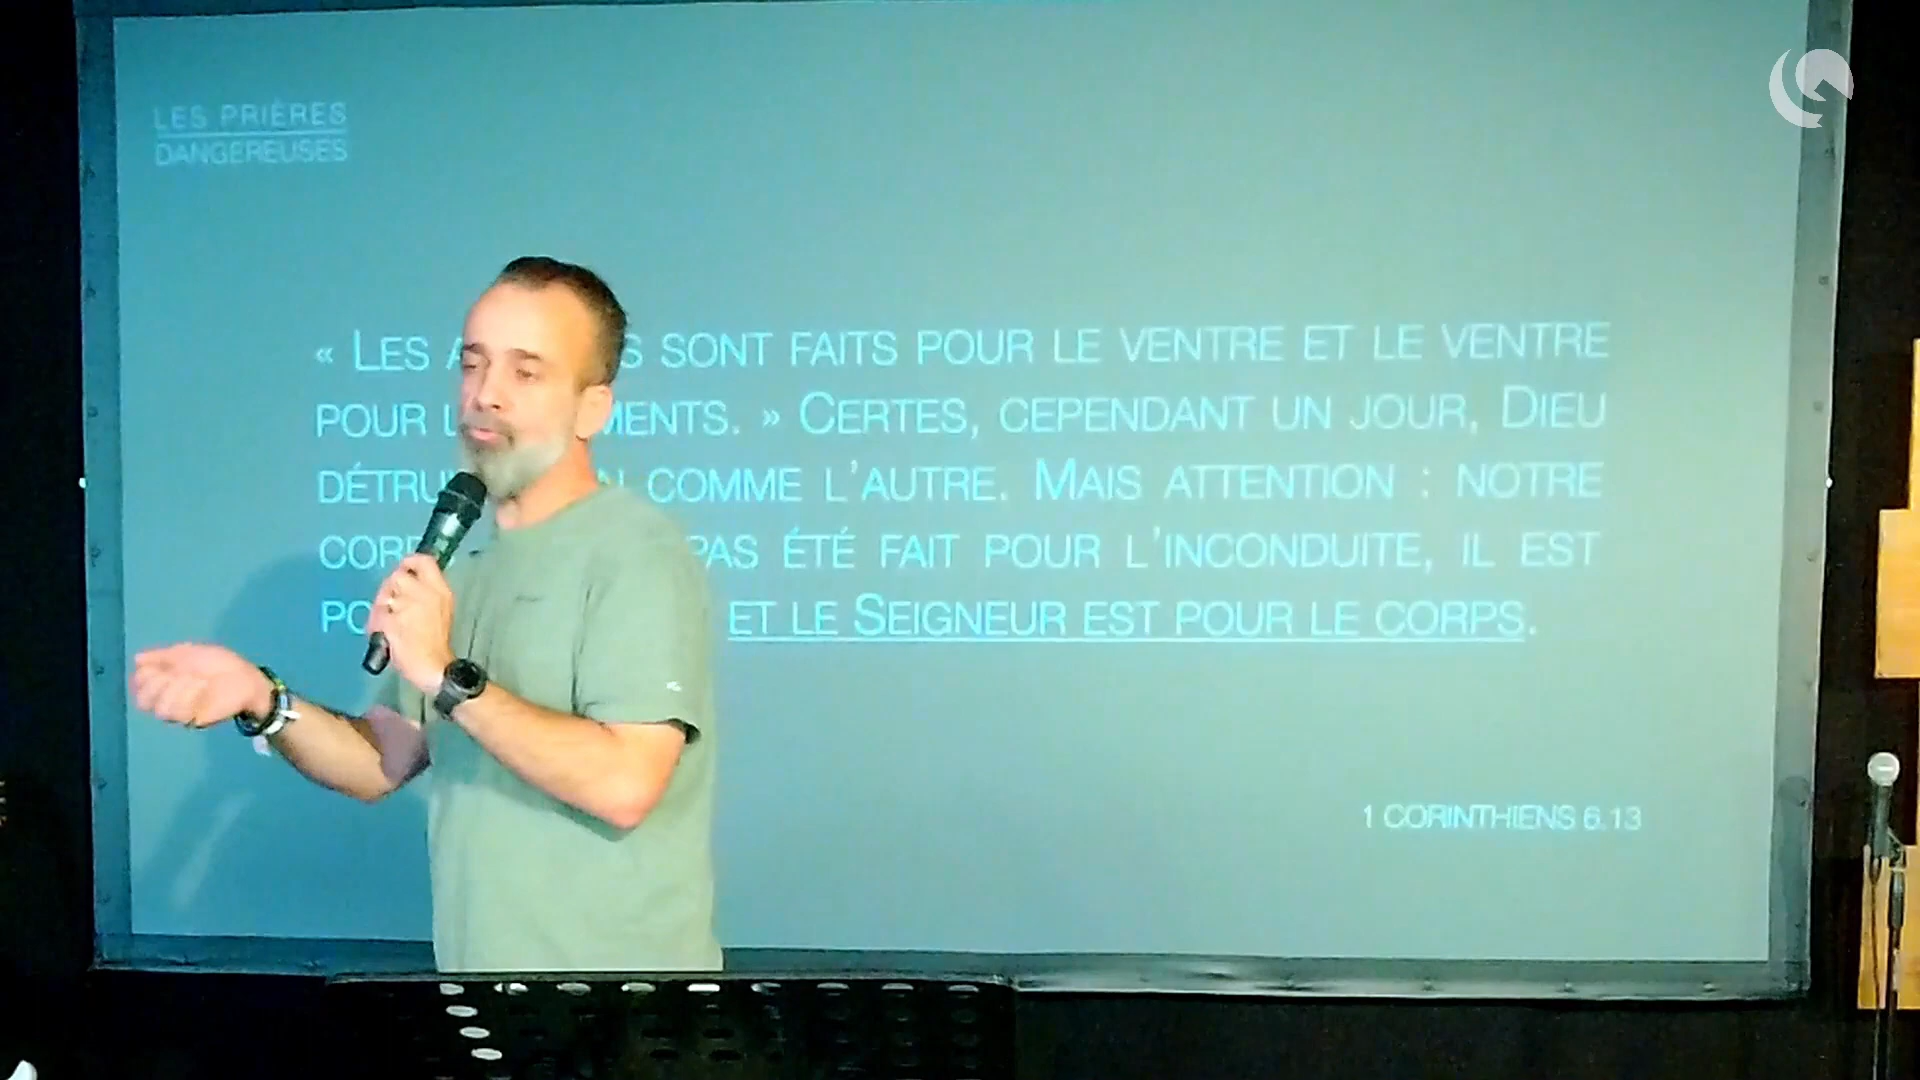 LES PRIÈRES
DANGEREUSES
« LES S SONT FAITS POUR LE VENTRE ET LE VENTRE
POUR MENTS. » CERTES, CEPENDANT UN JOUR, DIEU
DÉTRU N COMME L'AUTRE. MAIS ATTENTION : NOTRE
COR PAS ÉTÉ FAIT POUR L'INCONDUITE, IL EST
PO ET LE SEIGNEUR EST POUR LE CORPS.
1 CORINTHIENS 6.13